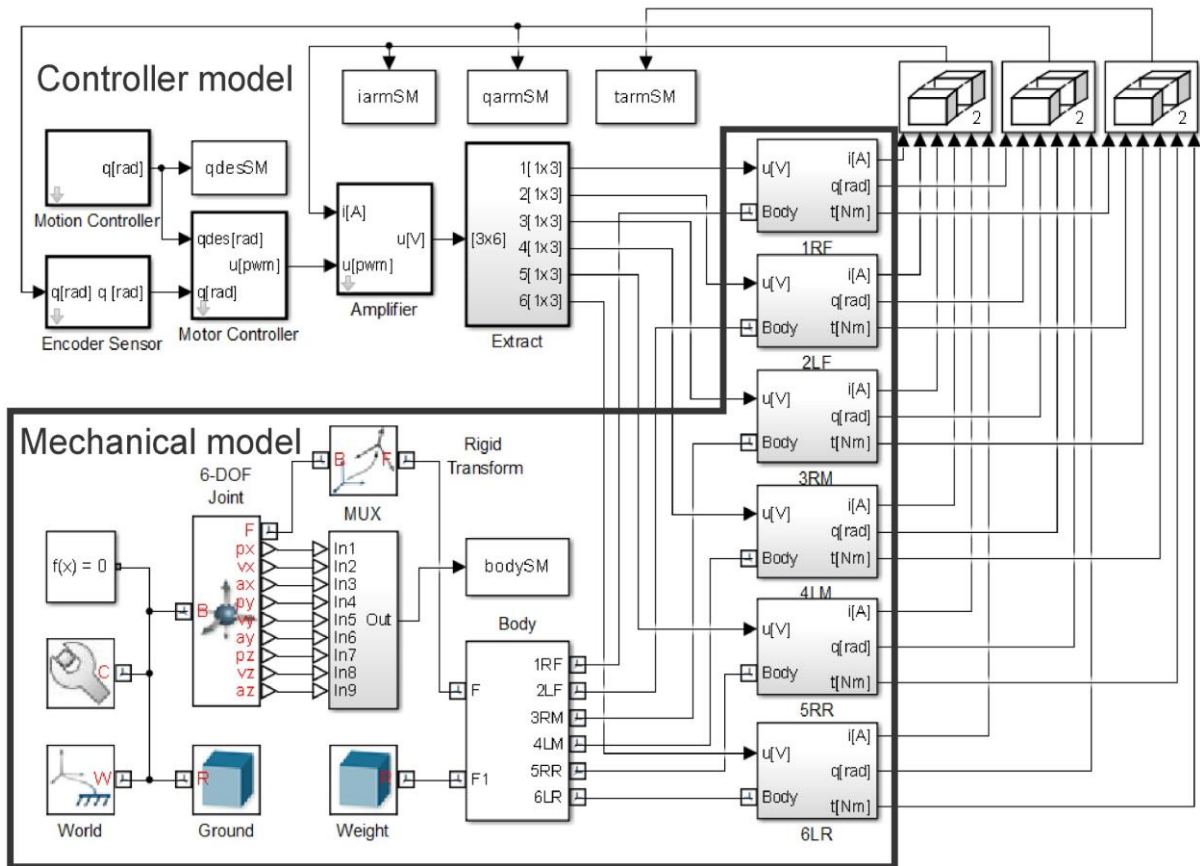 Controller model
iarmSM
qarmSM
tarmSM
2
2
2
q[rad]
Motion Controller
qdesSM
q[rad] q [rad]
Encoder Sensor
qdes[rad]
u[pwm]
q[rad]
Motor Controller
i[A]
u[V]
u[pwm]
Amplifier
[3x6]
1[1x3]
2[1x3]
3[1x3]
4[1x3]
5[1x3]
6[1x3]
Extract
u[V]
Body
i[A]
q[rad]
t[Nm]
1RF
u[V]
Body
i[A]
q[rad]
t[Nm]
2LF
u[V]
Body
i[A]
q[rad]
t[Nm]
3RM
u[V]
Body
i[A]
q[rad]
t[Nm]
4LM
u[V]
Body
i[A]
q[rad]
t[Nm]
5RR
u[V]
Body
i[A]
q[rad]
t[Nm]
6LR
Mechanical model
6-DOF
Joint
B
F
px
vx
ax
py
vy
ay
pz
vz
az
B F
Rigid
Transform
MUX
In1
In2
In3
In4
In5
In6
In7
In8
In9
Out
bodySM
f(x) = 0
C
W
World
R
Ground
R
Weight
Body
F
F1
1RF
2LF
3RM
4LM
5RR
6LR